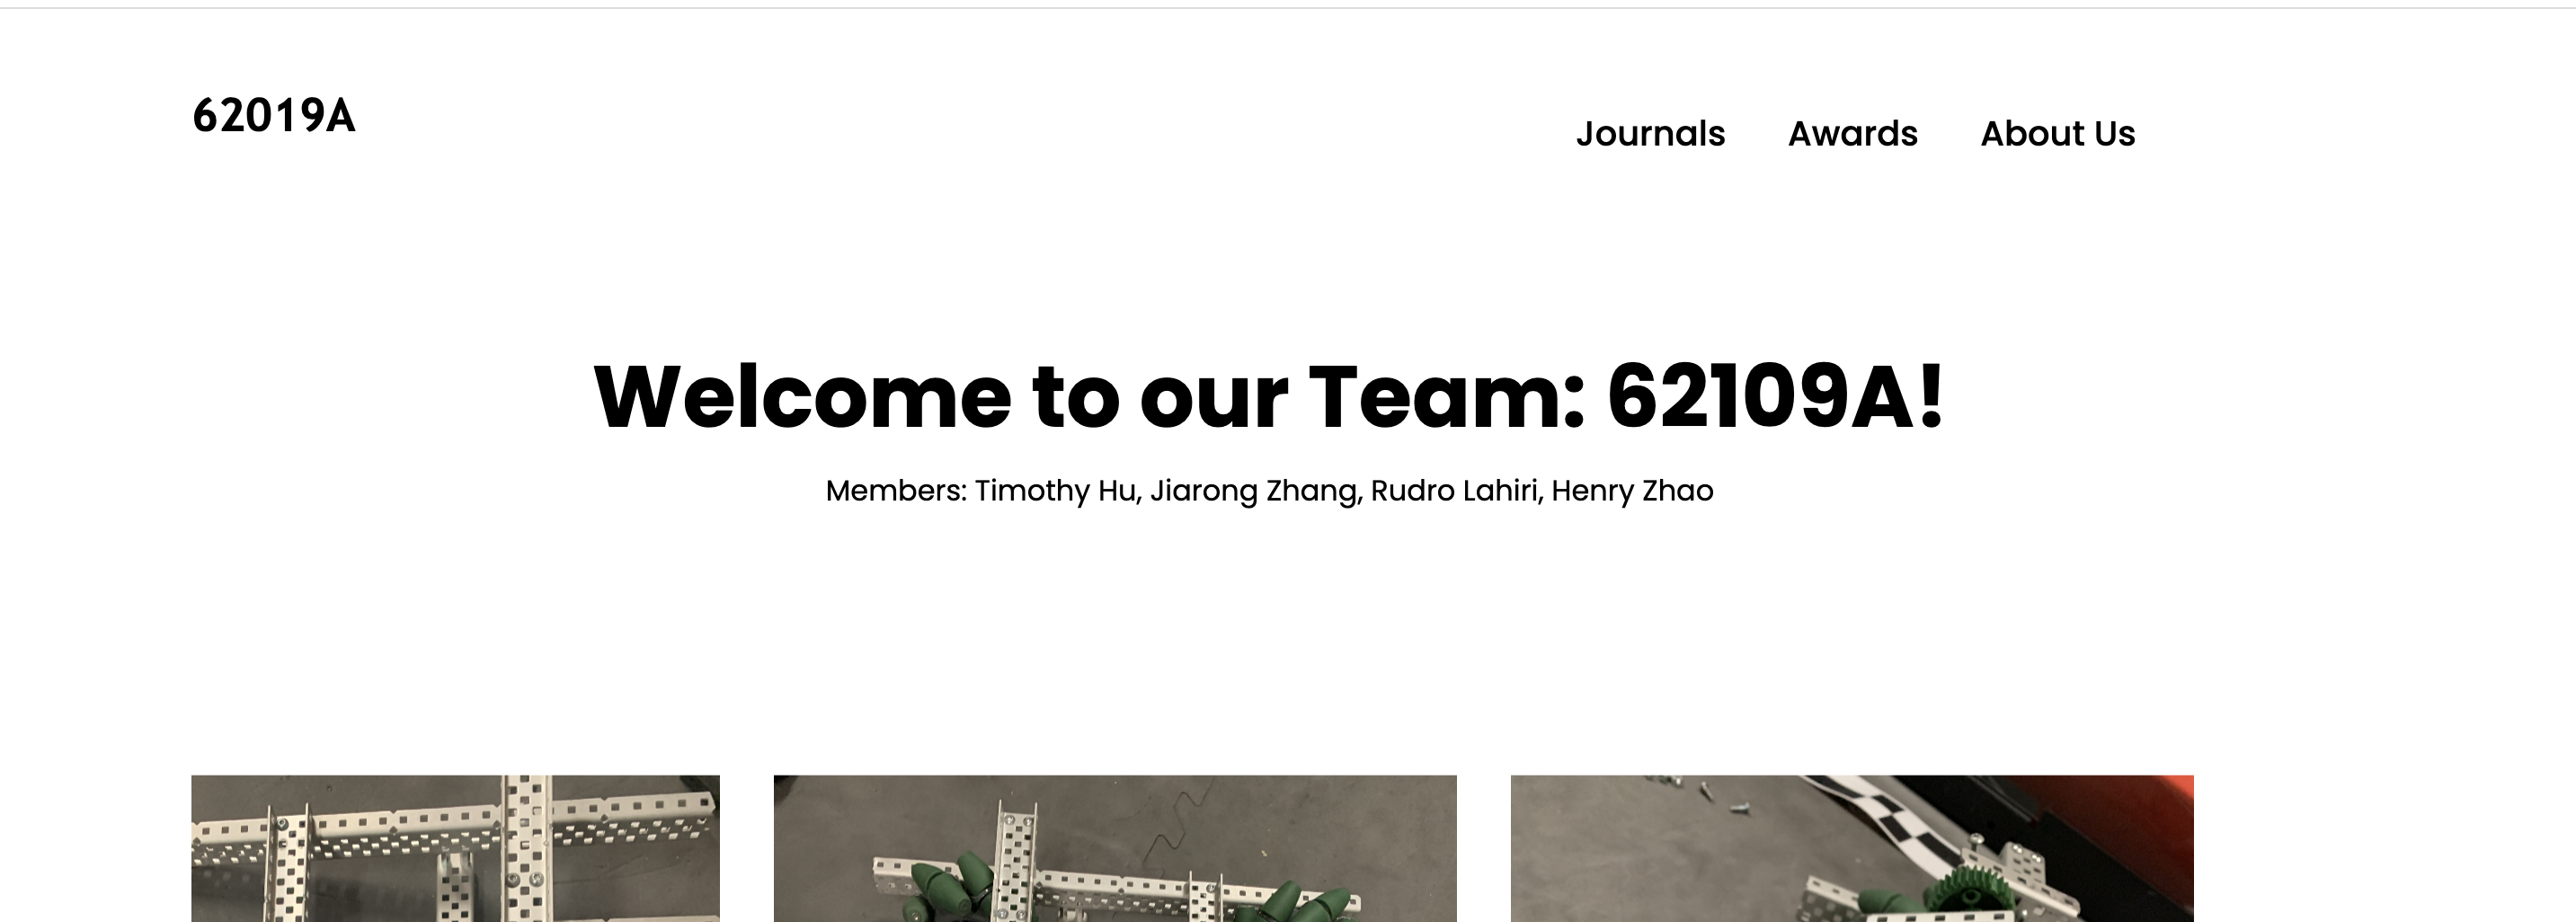 62019A
Journals Awards About Us
Welcome to our Team: 62109A!
Members: Timothy Hu, Jiarong Zhang, Rudro Lahiri, Henry Zhao